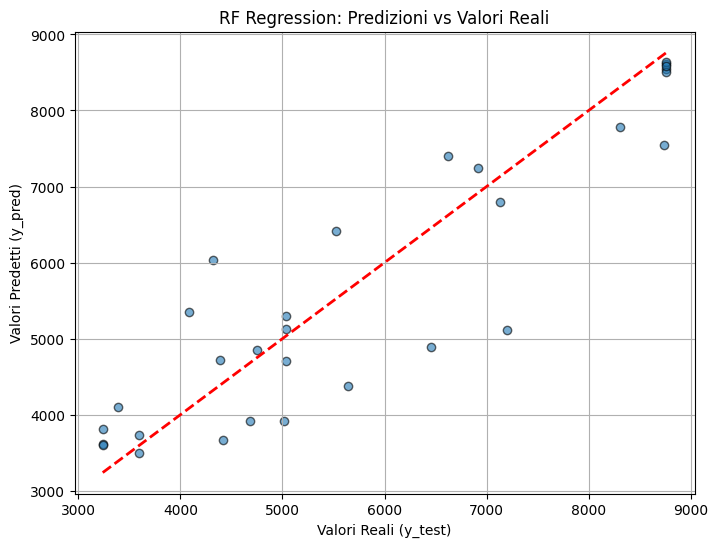 RF Regression: Predizioni vs Valori Reali
Valori Predetti (y_pred)
9000
8000
7000
6000
5000
4000
3000
3000 4000 5000 6000 7000 8000 9000
Valori Reali (y_test)